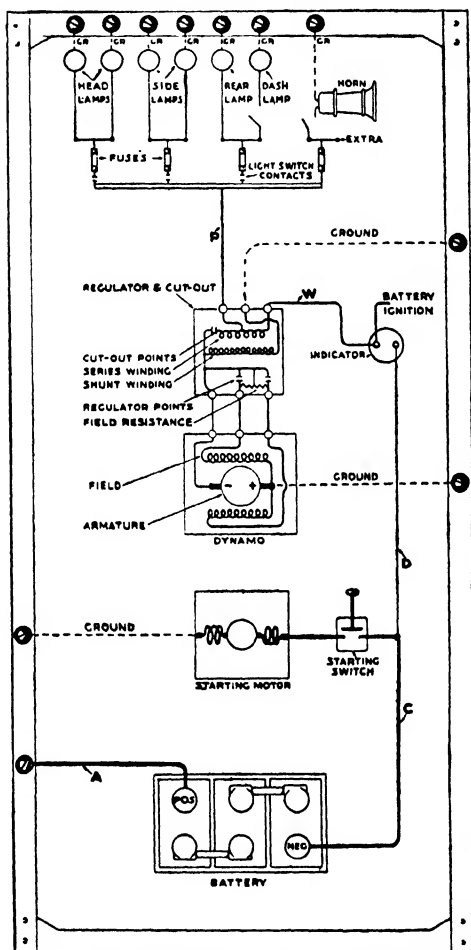 GR GR GR GR GR GR GR
HEAD LAMPS
SIDE LAMPS
REAR LAMP
DASH LAMP
HORN
EXTRA
FUSES
LIGHT SWITCH CONTACTS
GROUND
P
REGULATOR & CUT-OUT
W
BATTERY IGNITION
INDICATOR
CUT-OUT POINTS
SERIES WINDING
SHUNT WINDING
REGULATOR POINTS
FIELD RESISTANCE
FIELD
GROUND
- +
ARMATURE
DYNAMO
D
GROUND
STARTING MOTOR
STARTING SWITCH
C
A
POS
NEG
BATTERY